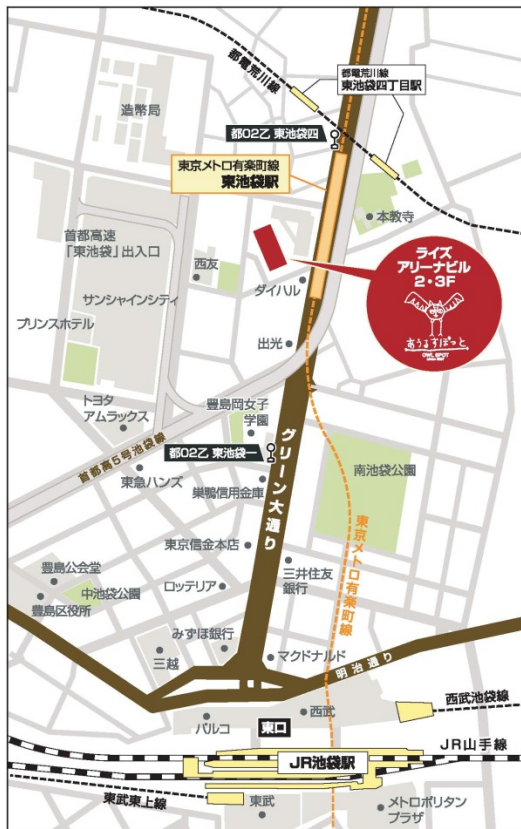 都電荒川線
都電荒川線
東池袋四丁目駅
造幣局
都02乙 東池袋四
東京メトロ有楽町線
東池袋駅
本教寺
首都高速
「東池袋」出入口
西友
ライズ
アリーナビル
2・3F
あうるすぽっと
OWL SPOT
サンシャインシティ
ダイハル
プリンスホテル
出光
トヨタ
アムラックス
豊島岡女子
学園
首都高5号池袋線
都02乙 東池袋一
グリーン大通り
東急ハンズ
巣鴨信用金庫
南池袋公園
東京メトロ有楽町線
東京信金本店
豊島公会堂
中池袋公園
ロッテリア
三井住友
銀行
豊島区役所
みずほ銀行
三越
マクドナルド
明治通り
西武池袋線
パルコ
東口
西武
JR山手線
JR池袋駅
東武東上線
東武
メトロポリタン
プラザ